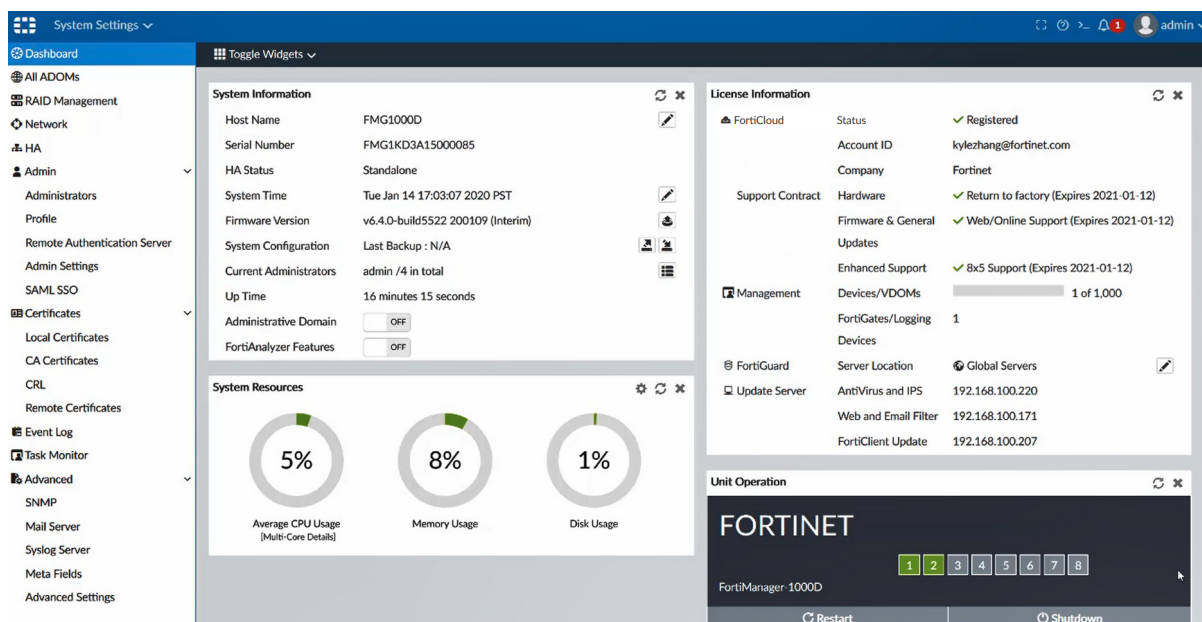 System Settings
1
admin
Dashboard
All ADOMs
RAID Management
Network
HA
Admin
Administrators
Profile
Remote Authentication Server
Admin Settings
SAML SSO
Certificates
Local Certificates
CA Certificates
CRL
Remote Certificates
Event Log
Task Monitor
Advanced
SNMP
Mail Server
Syslog Server
Meta Fields
Advanced Settings
Toggle Widgets
System Information
Host Name FMG1000D
Serial Number FMG1KD3A15000085
HA Status Standalone
System Time Tue Jan 14 17:03:07 2020 PST
Firmware Version v6.4.0-build5522 200109 (Interim)
System Configuration Last Backup : N/A
Current Administrators admin /4 in total
Up Time 16 minutes 15 seconds
Administrative Domain OFF
FortiAnalyzer Features OFF
System Resources
5% 8% 1%
Average CPU Usage Memory Usage Disk Usage
[Multi-Core Details]
License Information
FortiCloud Status Registered
Account ID kylezhang@fortinet.com
Company Fortinet
Support Contract Hardware Return to factory (Expires 2021-01-12)
Firmware & General Web/Online Support (Expires 2021-01-12)
Updates
Enhanced Support 8x5 Support (Expires 2021-01-12)
Management Devices/VDOMs 1 of 1,000
FortiGates/Logging 1
Devices
FortiGuard Server Location Global Servers
Update Server AntiVirus and IPS 192.168.100.220
Web and Email Filter 192.168.100.171
FortiClient Update 192.168.100.207
Unit Operation
FORTINET
1 2 3 4 5 6 7 8
FortiManager-1000D
Restart Shutdown